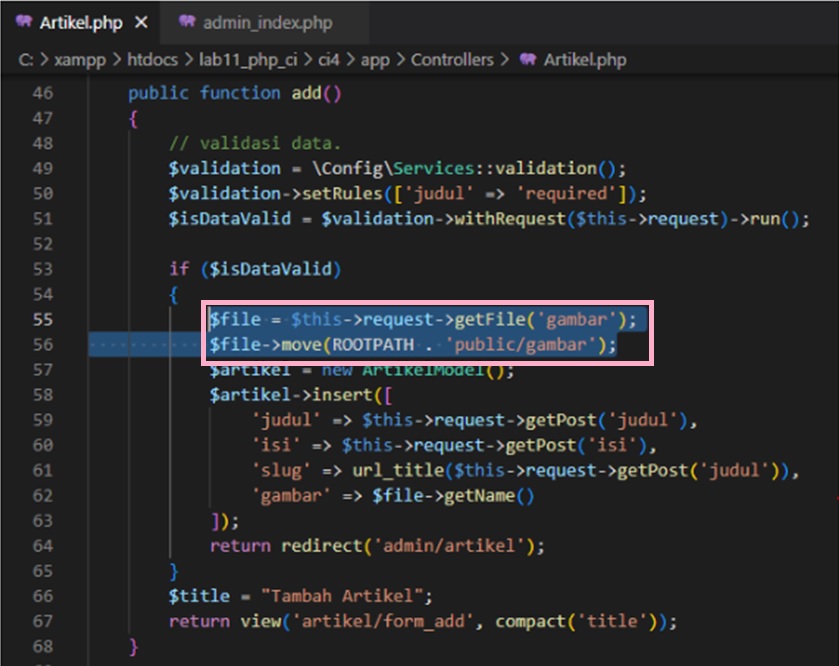 Artikel.php ×
admin_index.php
C: > xampp > htdocs > lab11_php_ci > ci4 > app > Controllers > Artikel.php
46 public function add()
47 {
48 // validasi data.
49 $validation = \Config\Services::validation();
50 $validation->setRules(['judul' => 'required']);
51 $isDataValid = $validation->withRequest($this->request)->run();
52
53 if ($isDataValid)
54 {
55 $file = $this->request->getFile('gambar');
56 $file->move(ROOTPATH . 'public/gambar');
57 $artikel = new ArtikelModel();
58 $artikel->insert([
59 'judul' => $this->request->getPost('judul'),
60 'isi' => $this->request->getPost('isi'),
61 'slug' => url_title($this->request->getPost('judul')),
62 'gambar' => $file->getName()
63 ]);
64 return redirect('admin/artikel');
65 }
66 $title = "Tambah Artikel";
67 return view('artikel/form_add', compact('title'));
68 }